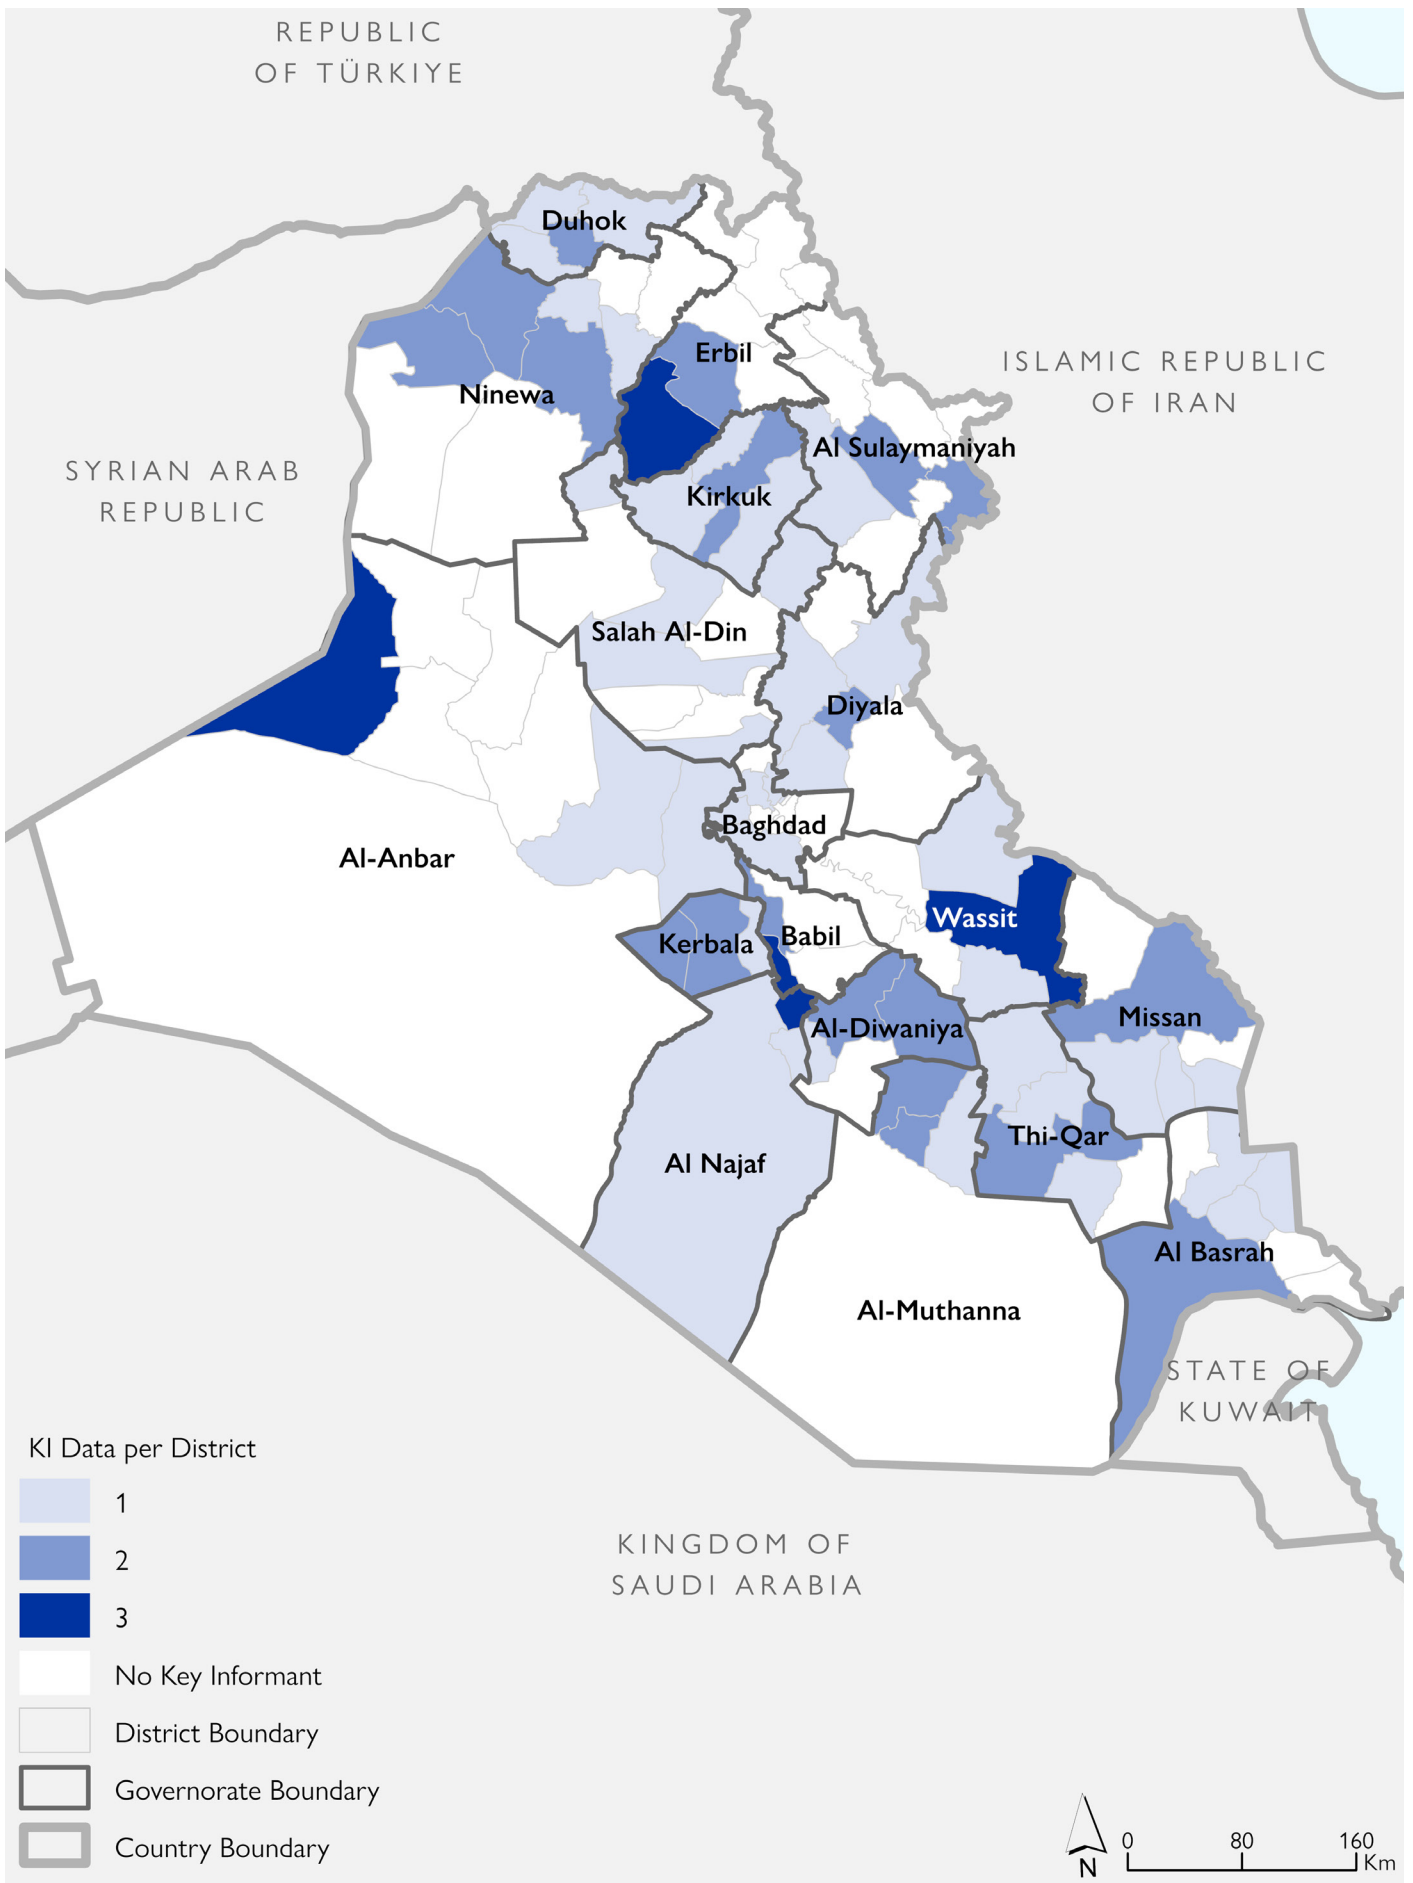 REPUBLIC
OF TÜRKIYE
Duhok
Erbil
ISLAMIC REPUBLIC
OF IRAN
Ninewa
Al Sulaymaniyah
SYRIAN ARAB
REPUBLIC
Kirkuk
Salah Al-Din
Diyala
Baghdad
Al-Anbar
Wassit
Kerbala
Babil
Missan
Al-Diwaniya
Thi-Qar
Al Najaf
Al Basrah
Al-Muthanna
STATE OF
KUWAIT
KI Data per District
1
2
3
No Key Informant
District Boundary
Governorate Boundary
Country Boundary
KINGDOM OF
SAUDI ARABIA
N
0 80 160
Km